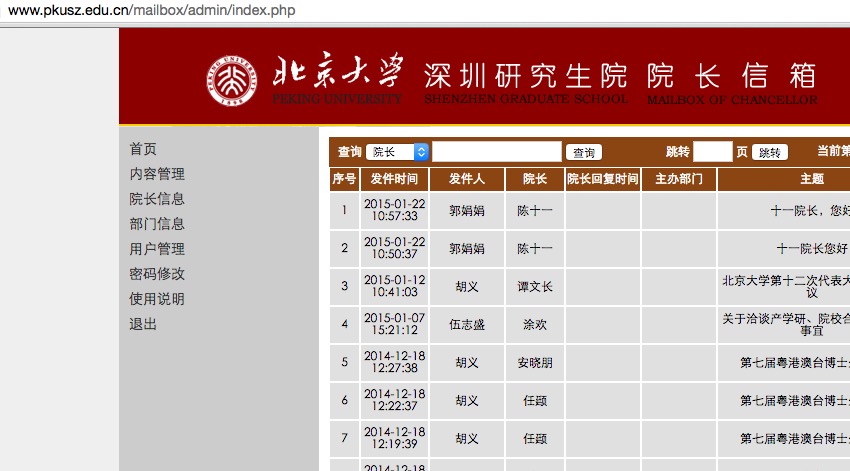 www.pkusz.edu.cn/mailbox/admin/index.php
北京大学 深圳研究生院 院长信箱
PEKING UNIVERSITY SHENZHEN GRADUATE SCHOOL MAILBOX OF CHANCELLOR
PEKING UNIVERSITY 1898
首页
内容管理
院长信息
部门信息
用户管理
密码修改
使用说明
退出
查询 院长 查询 跳转 页 跳转 当前第
序号 发件时间 发件人 院长 院长回复时间 主办部门 主题
1 2015-01-22 10:57:33 郭娟娟 陈十一 十一院长，您好
2 2015-01-22 10:50:37 郭娟娟 陈十一 十一院长您好
3 2015-01-12 10:41:03 胡义 谭文长 北京大学第十二次代表大 议
4 2015-01-07 15:21:12 伍志盛 涂欢 关于洽谈产学研、院校合 事宜
5 2014-12-18 12:27:38 胡义 安晓朋 第七届粤港澳台博士
6 2014-12-18 12:22:37 胡义 任颋 第七届粤港澳台博士
7 2014-12-18 12:19:39 胡义 任颋 第七届粤港澳台博士
2014-12-18